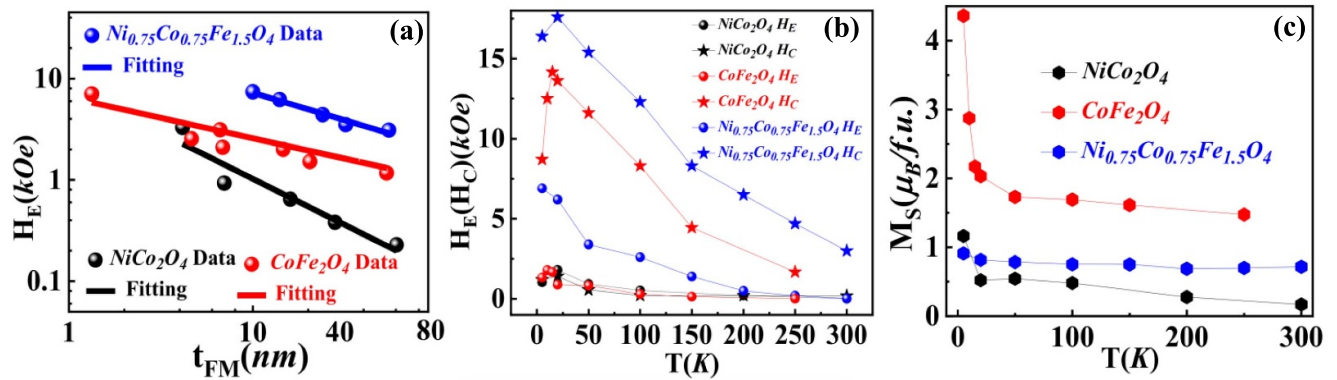 (a)
Ni0.75Co0.75Fe1.5O4 Data
Fitting
NiCo2O4 Data
Fitting
CoFe2O4 Data
Fitting
HE(kOe)
10
1
0.1
1
10
40
80
tFM(nm)
(b)
NiCo2O4 HE
NiCo2O4 HC
CoFe2O4 HE
CoFe2O4 HC
Ni0.75Co0.75Fe1.5O4 HE
Ni0.75Co0.75Fe1.5O4 HC
HE(HC)(kOe)
15
10
5
0
0 50 100 150 200 250 300
T(K)
(c)
NiCo2O4
CoFe2O4
Ni0.75Co0.75Fe1.5O4
MS(μB/f.u.)
4
3
2
1
0
0 100 200 300
T(K)